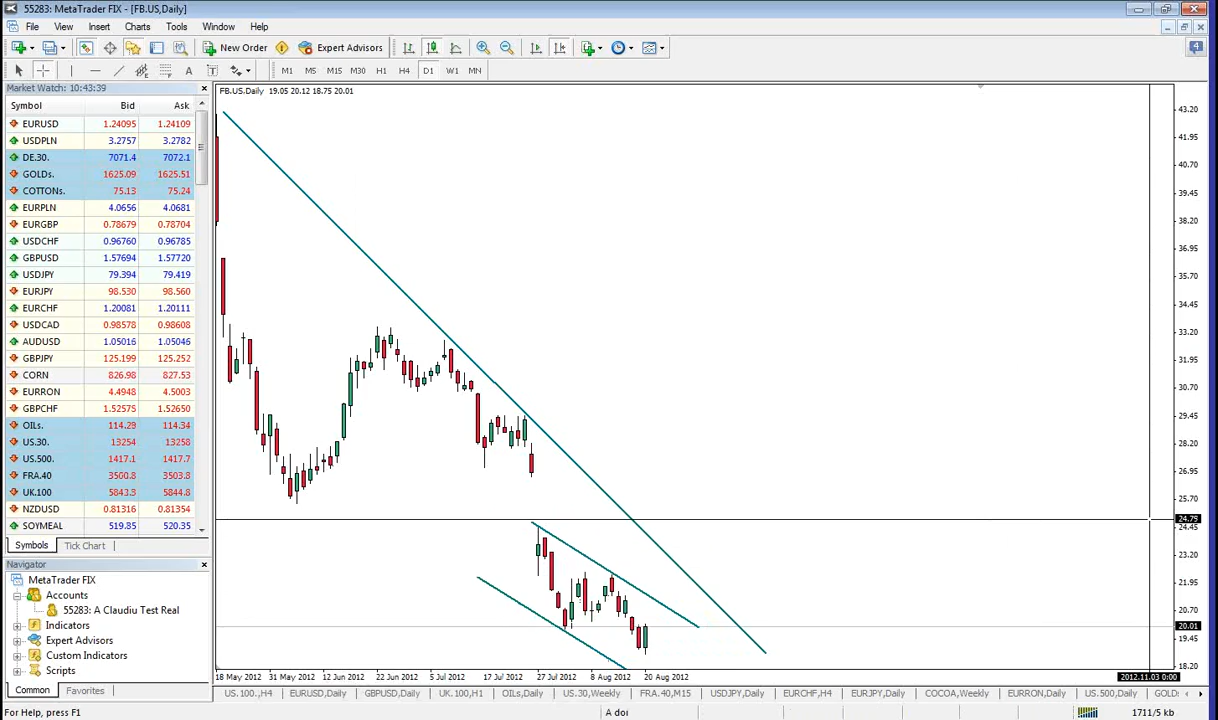 55283: MetaTrader FIX - [FB.US,Daily]
File View Insert Charts Tools Window Help
New Order Expert Advisors
4
A T M1 M5 M15 M30 H1 H4 D1 W1 MN
Market Watch: 10:43:39
Symbol Bid Ask
EURUSD 1.24095 1.24109
USDPLN 3.2757 3.2782
DE.30. 7071.4 7072.1
GOLDs. 1625.09 1625.51
COTTONs. 75.13 75.24
EURPLN 4.0656 4.0681
EURGBP 0.78679 0.78704
USDCHF 0.96760 0.96785
GBPUSD 1.57694 5.57723
USDJPY 79.394 79.419
EURJPY 98.530 98.560
EURCHF 1.20081 1.20111
USDCAD 0.98578 0.98608
AUDUSD 1.05016 1.05046
GBPJPY 125.199 125.252
CORN 826.98 827.53
EURRON 4.4948 4.5003
GBPCHF 1.52575 1.52650
OILs. 114.29 114.34
US.30. 13254 13258
US.500. 1417.1 1417.7
FRA.40 3500.8 3503.8
UK.100 5843.3 5844.8
NZDUSD 0.81316 0.81354
SOYMEAL 519.85 520.35
Symbols Tick Chart
Navigator
MetaTrader FIX
Accounts
55283: A Claudiu Test Real
Indicators
Expert Advisors
Custom Indicators
Scripts
Common Favorites
FB.US,Daily 19.05 20.12 18.75 20.01
43.20
41.95
40.70
39.45
38.20
36.95
35.70
34.45
33.20
31.95
30.70
29.45
28.20
26.95
25.70
24.79
24.45
23.20
21.95
20.70
20.01
19.45
18.20
18 May 2012 31 May 2012 12 Jun 2012 22 Jun 2012 5 Jul 2012 17 Jul 2012 27 Jul 2012 8 Aug 2012 20 Aug 2012 2012.11.03 0:00
US.100.,H4 EURUSD,Daily GBPUSD,Daily UK.100,H1 OILs,Daily US.30,Weekly FRA.40,M15 USDJPY,Daily EURCHF,H4 EURJPY,Daily COCOA,Weekly EURRON,Daily US.500,Daily GOLD
For Help, press F1 A doi 1711/5 kb